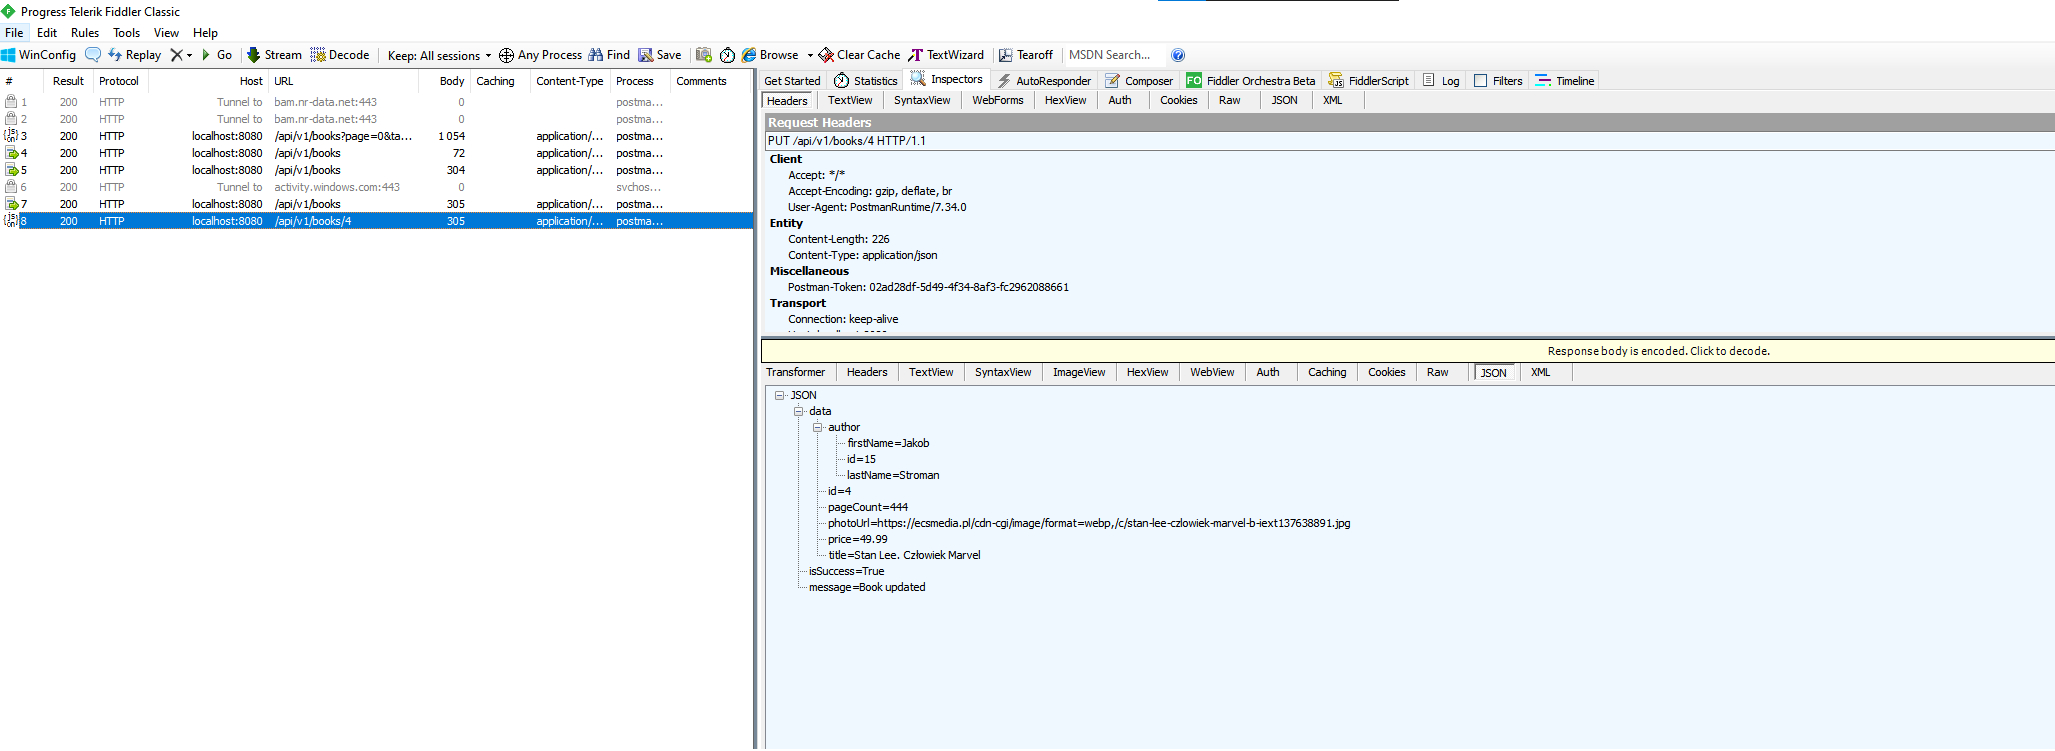 Progress Telerik Fiddler Classic
File Edit Rules Tools View Help
WinConfig Replay Go Stream Decode Keep: All sessions Any Process Find Save Browse Clear Cache TextWizard Tearoff MSDN Search...
# Result Protocol Host URL Body Caching Content-Type Process Comments
1 200 HTTP Tunnel to bam.nr-data.net:443 0 postma...
2 200 HTTP Tunnel to bam.nr-data.net:443 0 postma...
3 200 HTTP localhost:8080 /api/v1/books?page=0&ta... 1 054 application/... postma...
4 200 HTTP localhost:8080 /api/v1/books 72 application/... postma...
5 200 HTTP localhost:8080 /api/v1/books 304 application/... postma...
6 200 HTTP Tunnel to activity.windows.com:443 0 svchos...
7 200 HTTP localhost:8080 /api/v1/books 305 application/... postma...
8 200 HTTP localhost:8080 /api/v1/books/4 305 application/... postma...
Get Started Statistics Inspectors AutoResponder Composer FO Fiddler Orchestra Beta FiddlerScript Log Filters Timeline
Headers TextView SyntaxView WebForms HexView Auth Cookies Raw JSON XML
Request Headers
PUT /api/v1/books/4 HTTP/1.1
Client
Accept: */*
Accept-Encoding: gzip, deflate, br
User-Agent: PostmanRuntime/7.34.0
Entity
Content-Length: 226
Content-Type: application/json
Miscellaneous
Postman-Token: 02ad28df-5d49-4f34-8af3-fc2962088661
Transport
Connection: keep-alive
Response body is encoded. Click to decode.
Transformer Headers TextView SyntaxView ImageView HexView WebView Auth Caching Cookies Raw JSON XML
JSON
data
author
firstName=Jakob
id=15
lastName=Stroman
id=4
pageCount=444
photoUrl=https://ecsmedia.pl/cdn-cgi/image/format=webp,/c/stan-lee-czlowiek-marvel-b-iext137638891.jpg
price=49.99
title=Stan Lee. Człowiek Marvel
isSuccess=True
message=Book updated